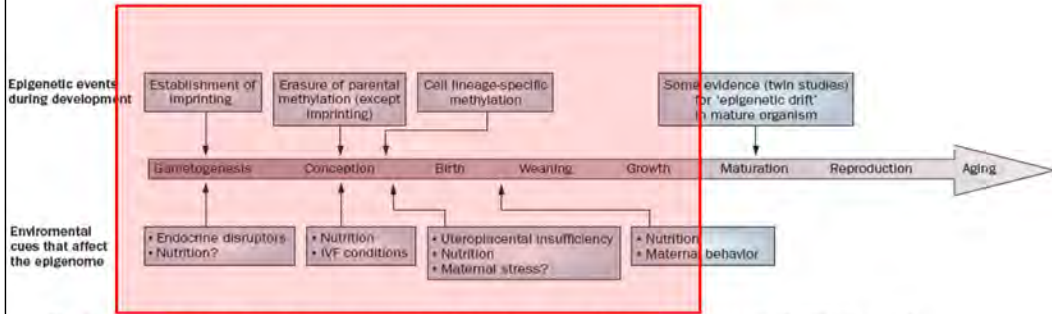 Epigenetic events
during development
Establishment of
imprinting
Erasure of parental
methylation (except
imprinting)
Cell lineage-specific
methylation
Some evidence (twin studies)
for 'epigenetic drift'
in mature organism
Gametogenesis Conception Birth Weaning Growth Maturation Reproduction Aging
Enviromental
cues that affect
the epigenome
• Endocrine disruptors
• Nutrition?
• Nutrition
• IVF conditions
• Uteroplacental insufficiency
• Nutrition
• Maternal stress?
• Nutrition
• Maternal behavior